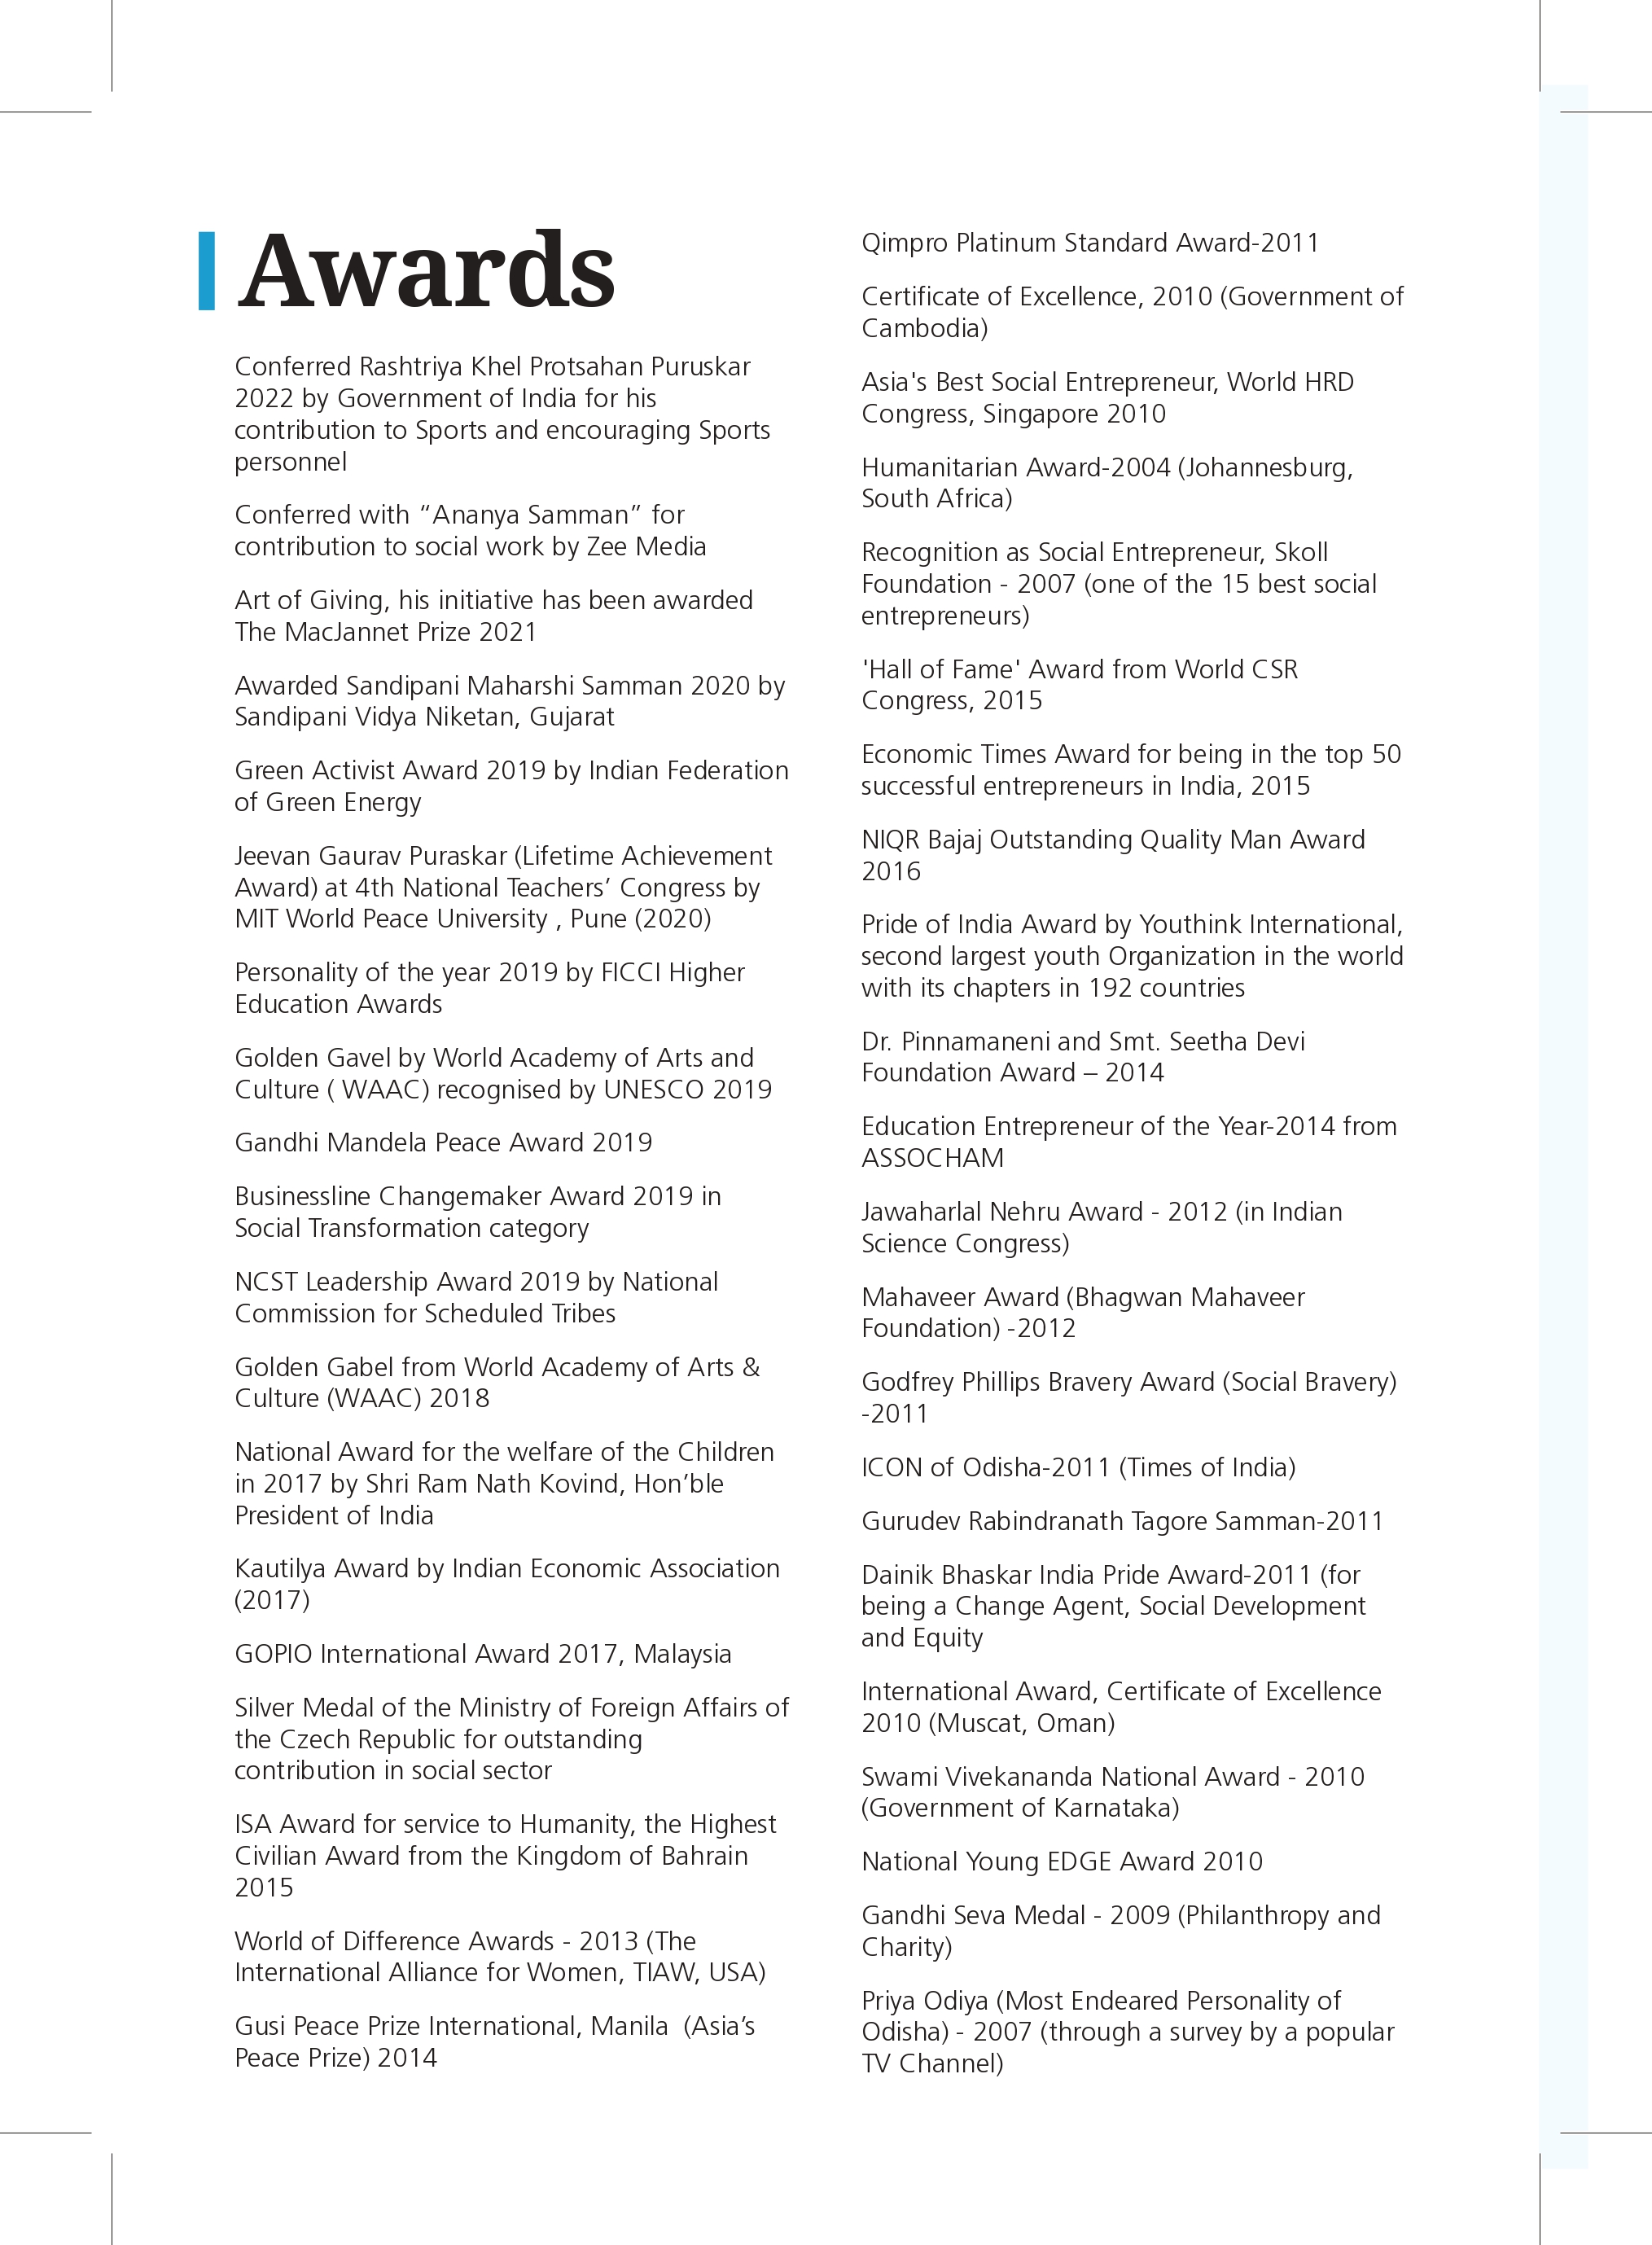 Awards
Conferred Rashtriya Khel Protsahan Puruskar
2022 by Government of India for his
contribution to Sports and encouraging Sports
personnel
Conferred with “Ananya Samman” for
contribution to social work by Zee Media
Art of Giving, his initiative has been awarded
The MacJannet Prize 2021
Awarded Sandipani Maharshi Samman 2020 by
Sandipani Vidya Niketan, Gujarat
Green Activist Award 2019 by Indian Federation
of Green Energy
Jeevan Gaurav Puraskar (Lifetime Achievement
Award) at 4th National Teachers’ Congress by
MIT World Peace University , Pune (2020)
Personality of the year 2019 by FICCI Higher
Education Awards
Golden Gavel by World Academy of Arts and
Culture ( WAAC) recognised by UNESCO 2019
Gandhi Mandela Peace Award 2019
Businessline Changemaker Award 2019 in
Social Transformation category
NCST Leadership Award 2019 by National
Commission for Scheduled Tribes
Golden Gabel from World Academy of Arts &
Culture (WAAC) 2018
National Award for the welfare of the Children
in 2017 by Shri Ram Nath Kovind, Hon’ble
President of India
Kautilya Award by Indian Economic Association
(2017)
GOPIO International Award 2017, Malaysia
Silver Medal of the Ministry of Foreign Affairs of
the Czech Republic for outstanding
contribution in social sector
ISA Award for service to Humanity, the Highest
Civilian Award from the Kingdom of Bahrain
2015
World of Difference Awards - 2013 (The
International Alliance for Women, TIAW, USA)
Gusi Peace Prize International, Manila  (Asia’s
Peace Prize) 2014
Qimpro Platinum Standard Award-2011
Certificate of Excellence, 2010 (Government of
Cambodia)
Asia's Best Social Entrepreneur, World HRD
Congress, Singapore 2010
Humanitarian Award-2004 (Johannesburg,
South Africa)
Recognition as Social Entrepreneur, Skoll
Foundation - 2007 (one of the 15 best social
entrepreneurs)
'Hall of Fame' Award from World CSR
Congress, 2015
Economic Times Award for being in the top 50
successful entrepreneurs in India, 2015
NIQR Bajaj Outstanding Quality Man Award
2016
Pride of India Award by Youthink International,
second largest youth Organization in the world
with its chapters in 192 countries
Dr. Pinnamaneni and Smt. Seetha Devi
Foundation Award – 2014
Education Entrepreneur of the Year-2014 from
ASSOCHAM
Jawaharlal Nehru Award - 2012 (in Indian
Science Congress)
Mahaveer Award (Bhagwan Mahaveer
Foundation) -2012
Godfrey Phillips Bravery Award (Social Bravery)
-2011
ICON of Odisha-2011 (Times of India)
Gurudev Rabindranath Tagore Samman-2011
Dainik Bhaskar India Pride Award-2011 (for
being a Change Agent, Social Development
and Equity
International Award, Certificate of Excellence
2010 (Muscat, Oman)
Swami Vivekananda National Award - 2010
(Government of Karnataka)
National Young EDGE Award 2010
Gandhi Seva Medal - 2009 (Philanthropy and
Charity)
Priya Odiya (Most Endeared Personality of
Odisha) - 2007 (through a survey by a popular
TV Channel)